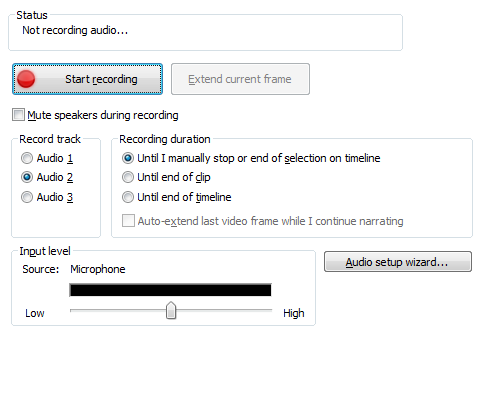 Status
Not recording audio...
Start recording
Extend current frame
Mute speakers during recording
Record track
Audio 1
Audio 2
Audio 3
Recording duration
Until I manually stop or end of selection on timeline
Until end of clip
Until end of timeline
Auto-extend last video frame while I continue narrating
Input level
Source: Microphone
Low High
Audio setup wizard...